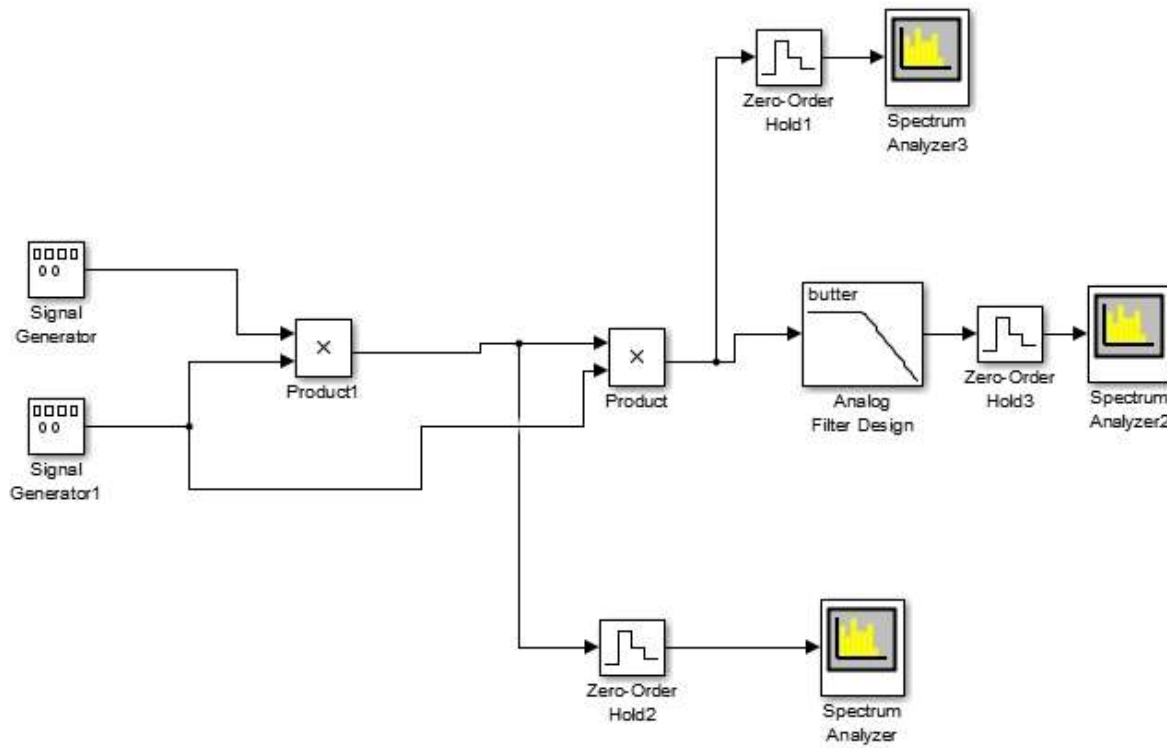 Zero-Order
Hold1
Spectrum
Analyzer3
Signal
Generator
×
Product1
×
Product
butter
Analog
Filter Design
Zero-Order
Hold3
Spectrum
Analyzer2
Signal
Generator1
Zero-Order
Hold2
Spectrum
Analyzer